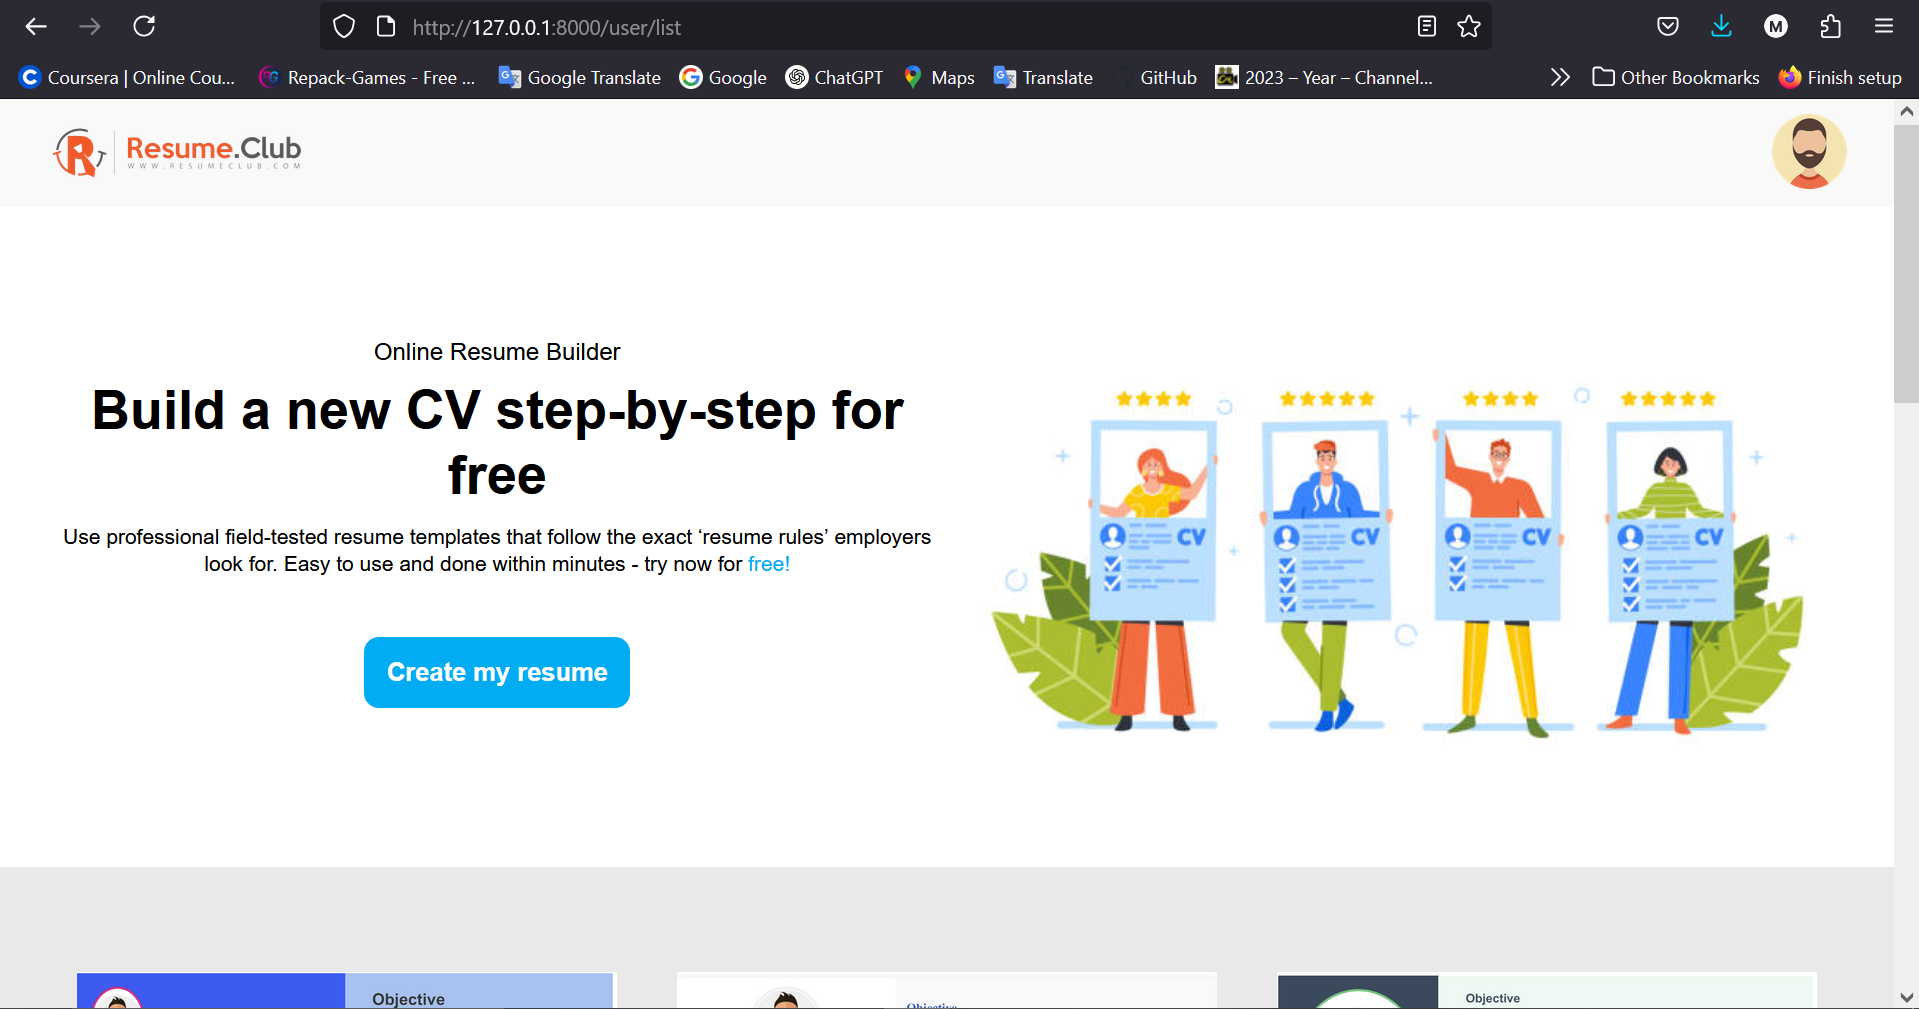 http://127.0.0.1:8000/user/list
M
Coursera | Online Cou...
Repack-Games - Free ...
Google Translate
Google
ChatGPT
Maps
Translate
GitHub
2023 – Year – Channel...
Other Bookmarks
Finish setup
R Resume.Club
WWW.RESUMECLUB.COM
Online Resume Builder
Build a new CV step-by-step for
free
Use professional field-tested resume templates that follow the exact ‘resume rules’ employers
look for. Easy to use and done within minutes - try now for free!
Create my resume
CV
CV
CV
CV
Objective
Objective
Objective